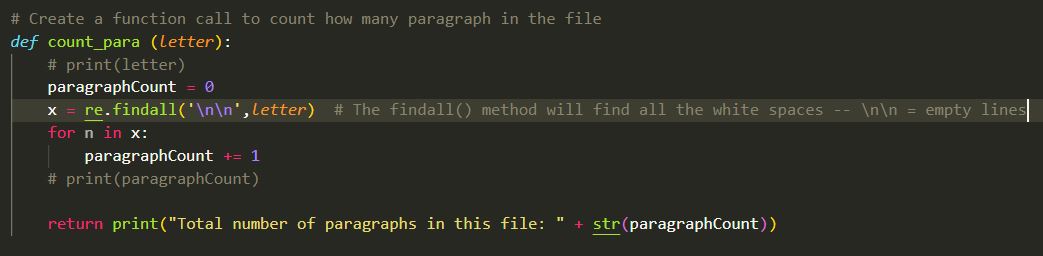 # Create a function call to count how many paragraph in the file
def count_para (letter):
    # print(letter)
    paragraphCount = 0
    x = re.findall('\n\n',letter)  # The findall() method will find all the white spaces -- \n\n = empty lines
    for n in x:
        paragraphCount += 1
    # print(paragraphCount)

    return print("Total number of paragraphs in this file: " + str(paragraphCount))